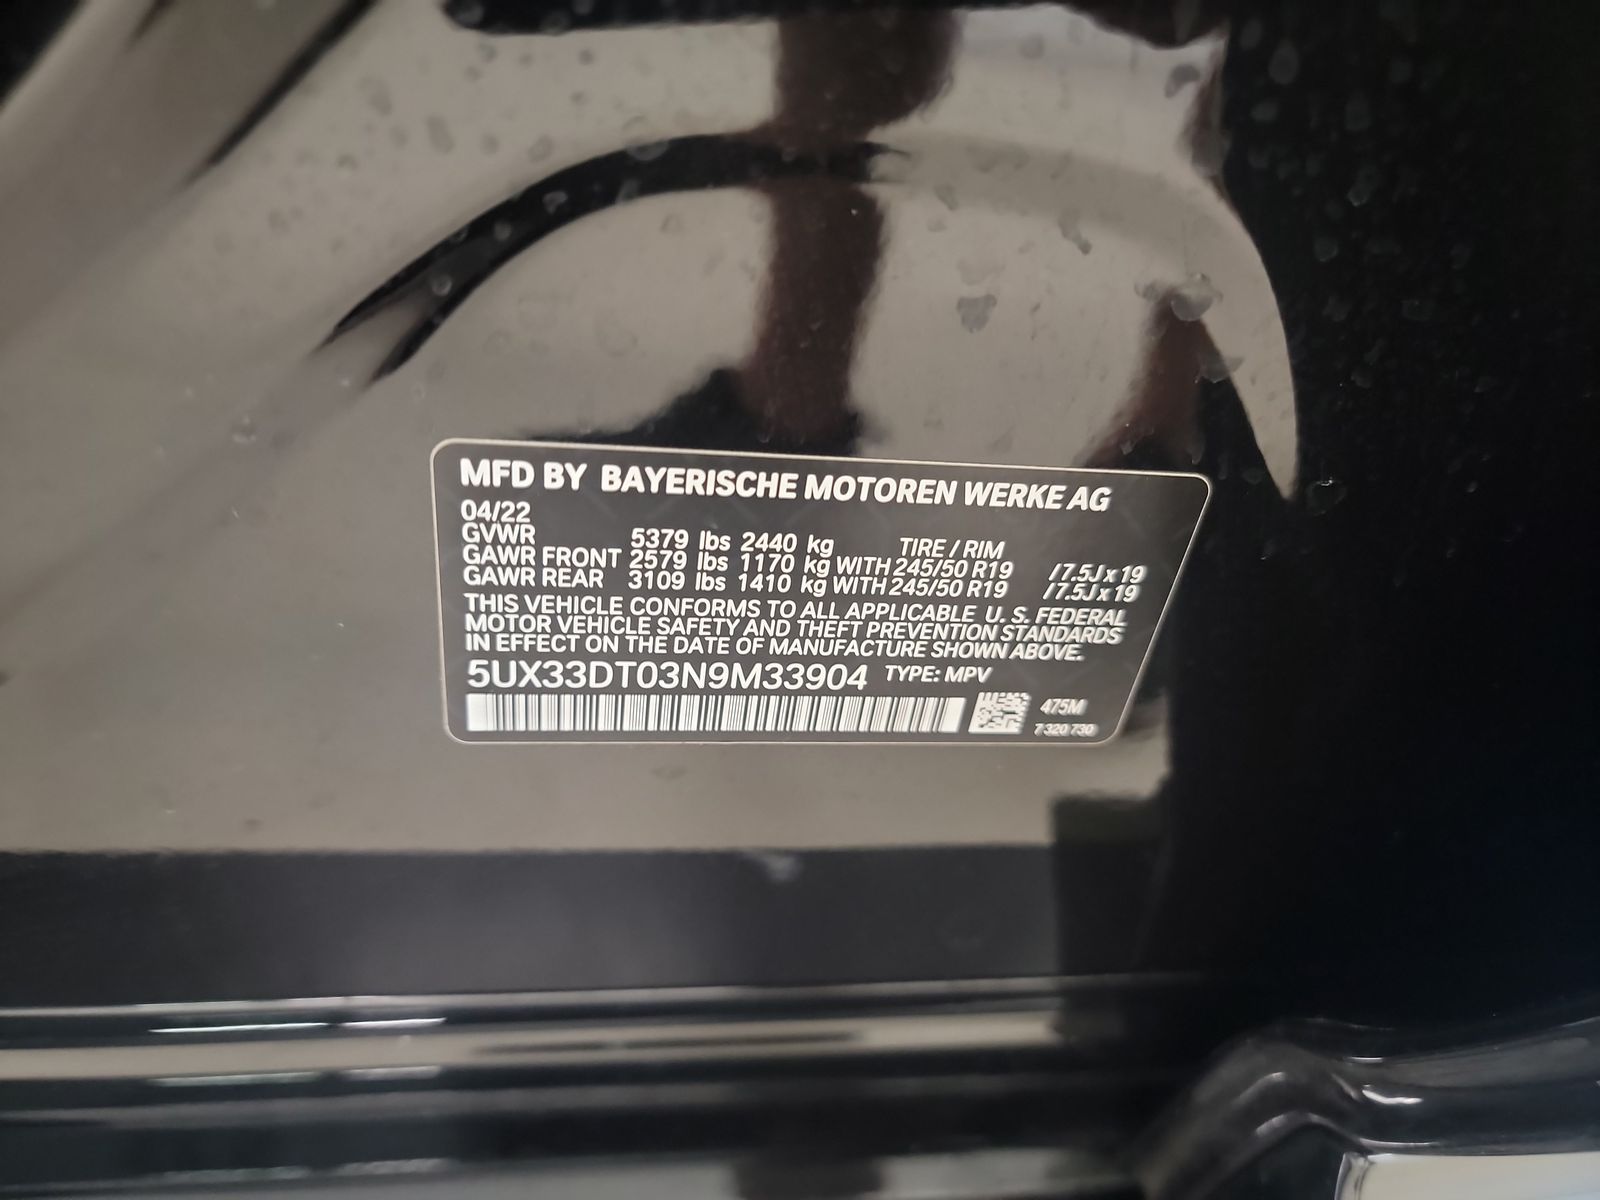 MFD BY BAYERISCHE MOTOREN WERKE AG
04/22
GVWR 5379 lbs 2440 kg TIRE / RIM
GAWR FRONT 2579 lbs 1170 kg WITH 245/50 R19 /7.5J x 19
GAWR REAR 3109 lbs 1410 kg WITH 245/50 R19 /7.5J x 19
THIS VEHICLE CONFORMS TO ALL APPLICABLE U. S. FEDERAL
MOTOR VEHICLE SAFETY AND THEFT PREVENTION STANDARDS
IN EFFECT ON THE DATE OF MANUFACTURE SHOWN ABOVE.
5UX33DT03N9M33904 TYPE: MPV
475M
7 320 730